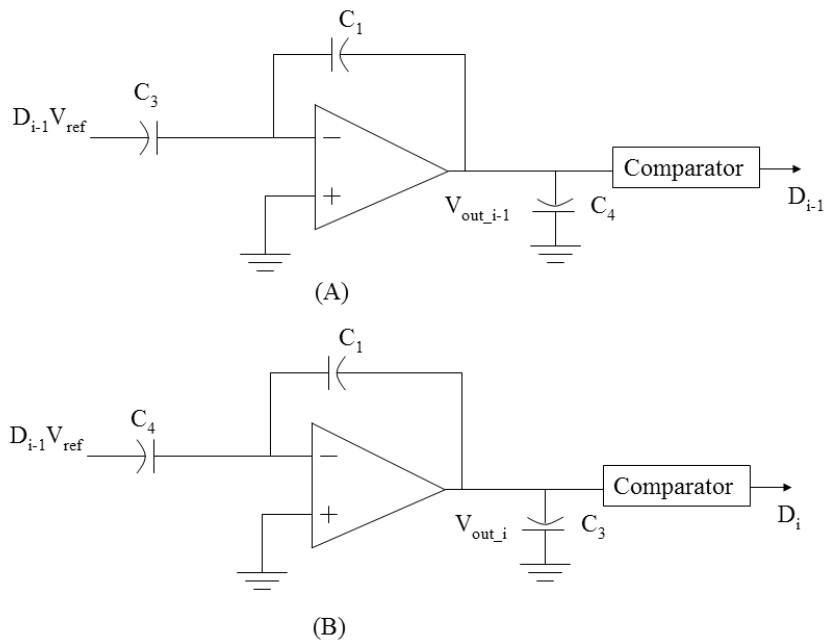 C₁
C₃
Dᵢ₋₁Vref
−
+
Comparator
Vout_i-1
C₄
Dᵢ₋₁
(A)
C₁
C₄
Dᵢ₋₁Vref
−
+
Comparator
Vout_i
C₃
Dᵢ
(B)